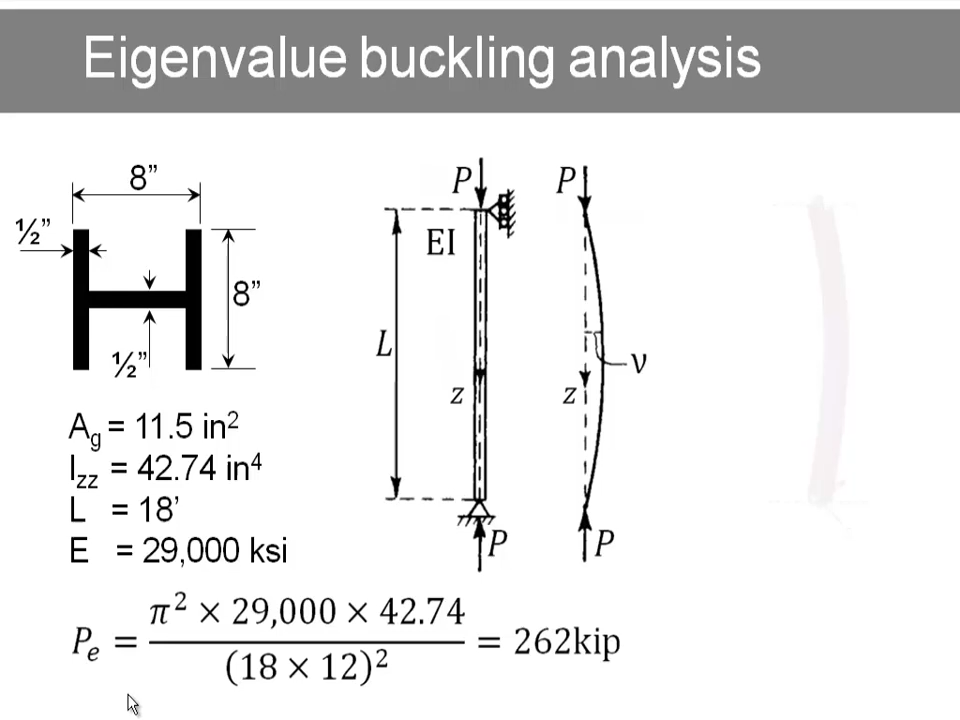 Eigenvalue buckling analysis
8”
½”
8”
½”
P
EI
L
z
P
P
z
v
P
A_g = 11.5 in²
I_zz = 42.74 in⁴
L = 18’
E = 29,000 ksi
P_e = π² × 29,000 × 42.74 / (18 × 12)² = 262kip